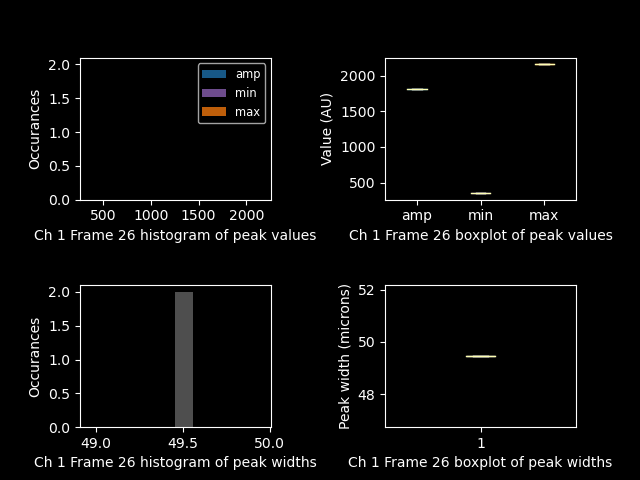 2.0
1.5
1.0
0.5
0.0
Occurances
amp
min
max
500 1000 1500 2000
Ch 1 Frame 26 histogram of peak values
2000
1500
1000
500
Value (AU)
amp min max
Ch 1 Frame 26 boxplot of peak values
2.0
1.5
1.0
0.5
0.0
Occurances
49.0 49.5 50.0
Ch 1 Frame 26 histogram of peak widths
52
50
48
Peak width (microns)
1
Ch 1 Frame 26 boxplot of peak widths